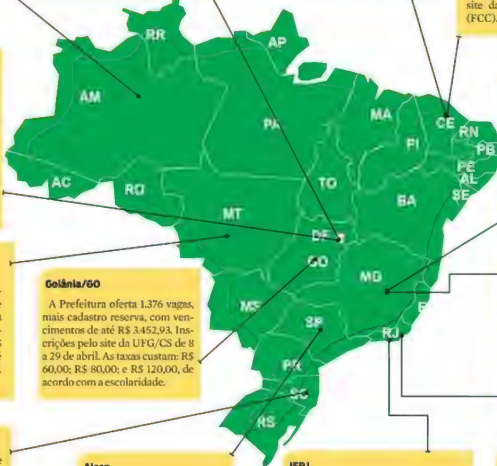 site da
(FCC).
RR
AP
AM
PA
MA
CE
RN
PI
PB
PE
AL
SE
AC
RO
TO
BA
MT
DF
GO
MG
MS
SP
RJ
PR
SC
RS
Goiânia/GO
A Prefeitura oferta 1.376 vagas,
mais cadastro reserva, com ven-
cimentos de até R$ 3.452,93. Ins-
crições pelo site da UFG/CS de 8
a 29 de abril. As taxas custam: R$
60,00; R$ 80,00; e R$ 120,00, de
acordo com a escolaridade.